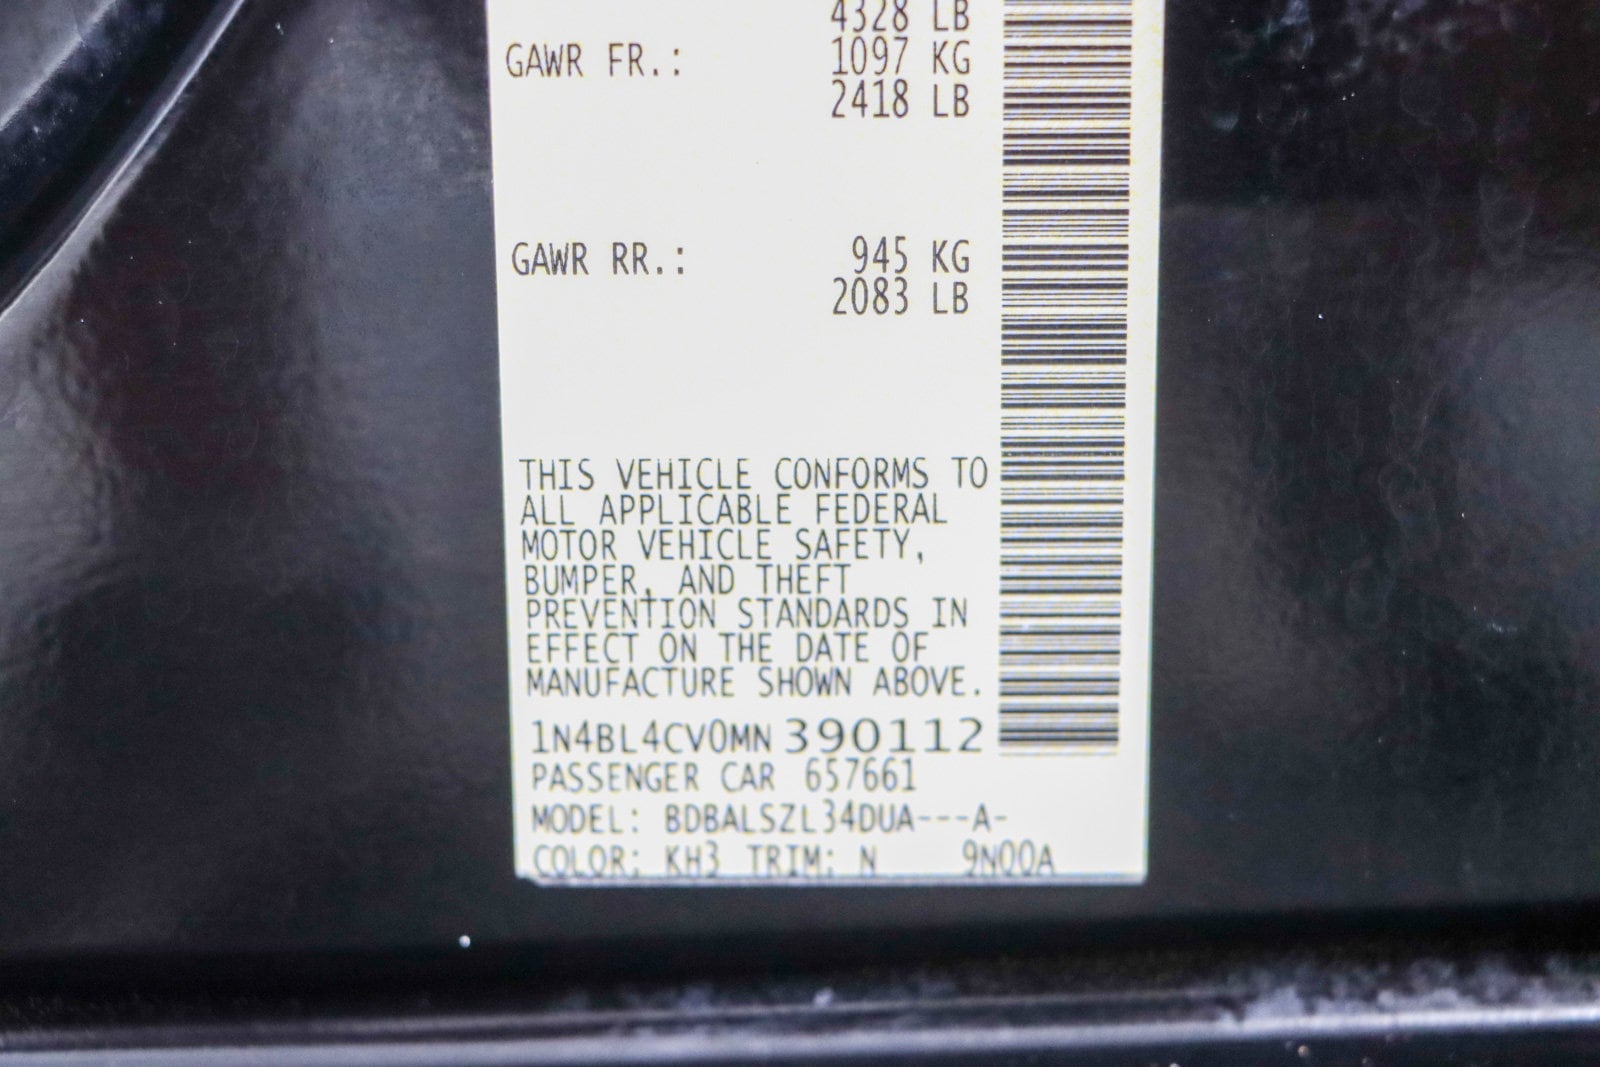 4328 LB
GAWR FR.: 1097 KG
2418 LB
GAWR RR.: 945 KG
2083 LB
THIS VEHICLE CONFORMS TO
ALL APPLICABLE FEDERAL
MOTOR VEHICLE SAFETY,
BUMPER, AND THEFT
PREVENTION STANDARDS IN
EFFECT ON THE DATE OF
MANUFACTURE SHOWN ABOVE.
1N4BL4CV0MN390112
PASSENGER CAR 657661
MODEL: BDBALSZL34DUA---A-
COLOR: KH3 TRIM: N 9N00A